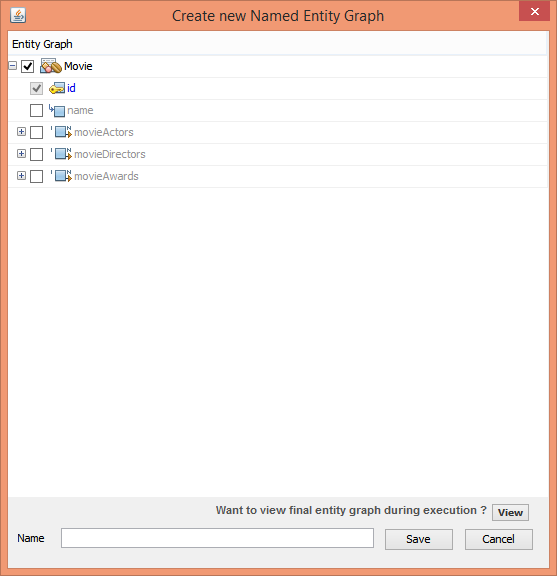 Create new Named Entity Graph
Entity Graph
Movie
id
name
movieActors
movieDirectors
movieAwards
Want to view final entity graph during execution ? View
Name Save Cancel